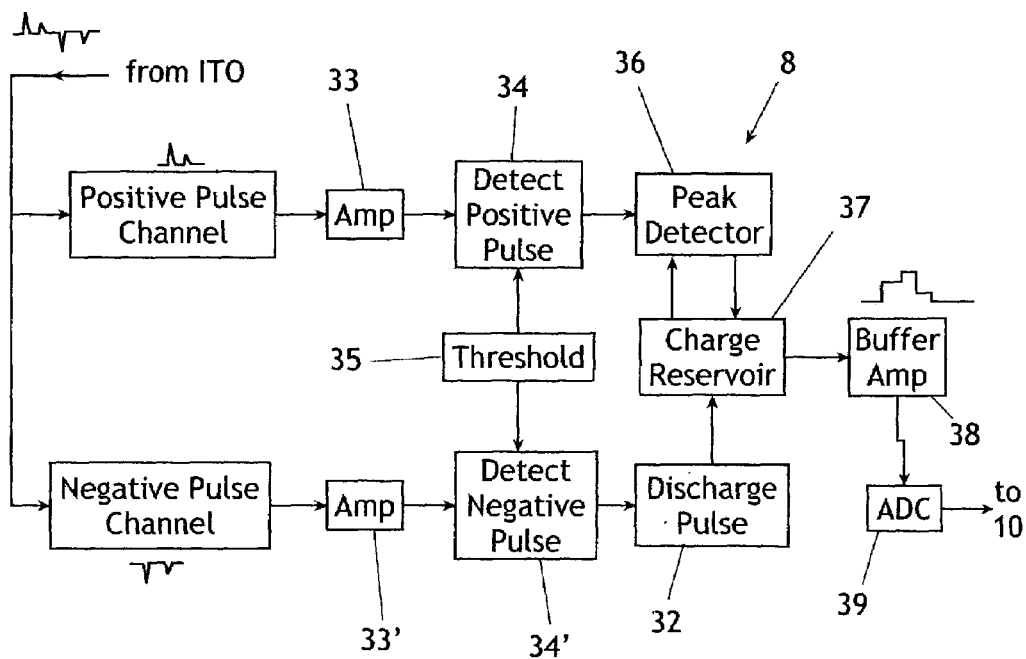 from ITO
33
34
36
8
Positive Pulse
Channel
Amp
Detect
Positive
Pulse
Peak
Detector
37
35
Threshold
Charge
Reservoir
Buffer
Amp
38
Negative Pulse
Channel
Amp
Detect
Negative
Pulse
Discharge
Pulse
ADC
to
10
33'
34'
32
39